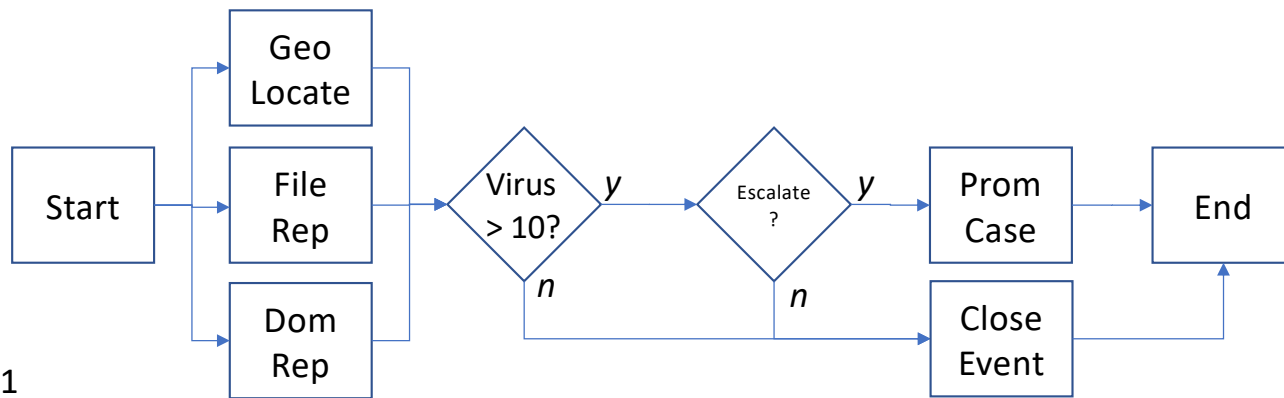 Start
Geo
Locate
File
Rep
Dom
Rep
Virus
> 10?
y
n
Escalate
?
y
n
Prom
Case
Close
Event
End
1